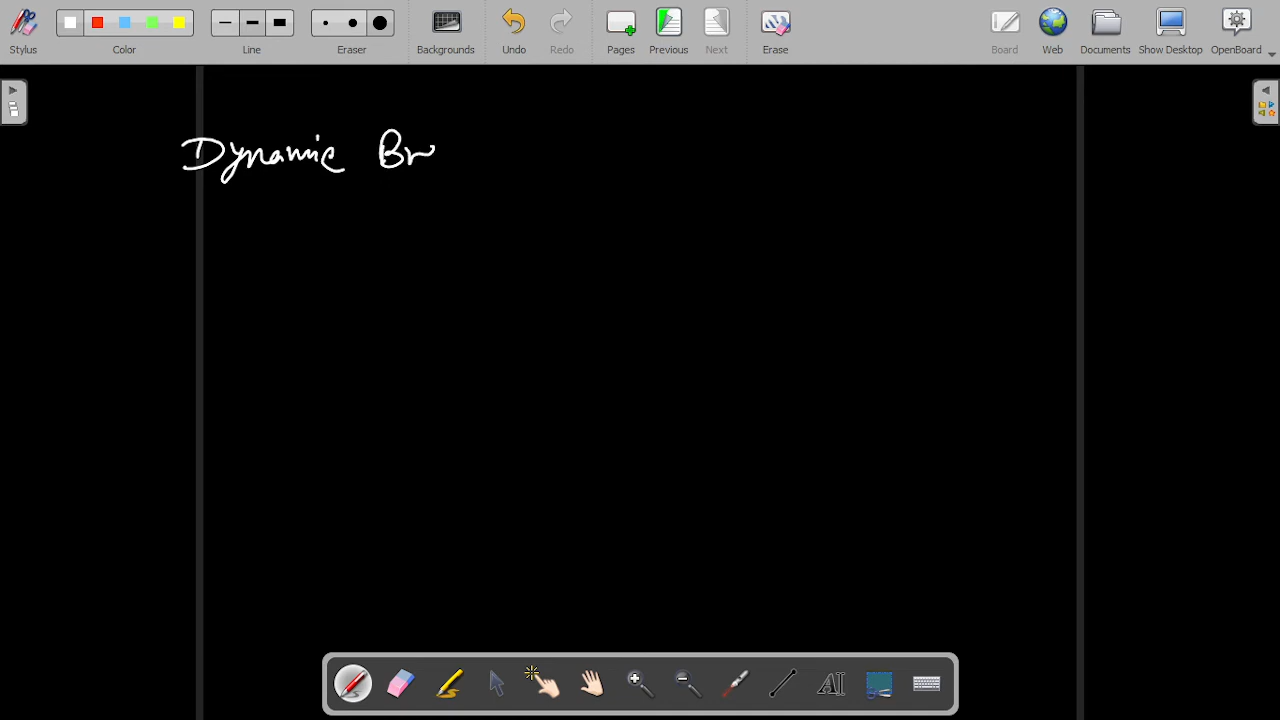 Stylus Color Line Eraser Backgrounds Undo Redo Pages Previous Next Erase Board Web Documents Show Desktop OpenBoard
Dynamic Br
AI